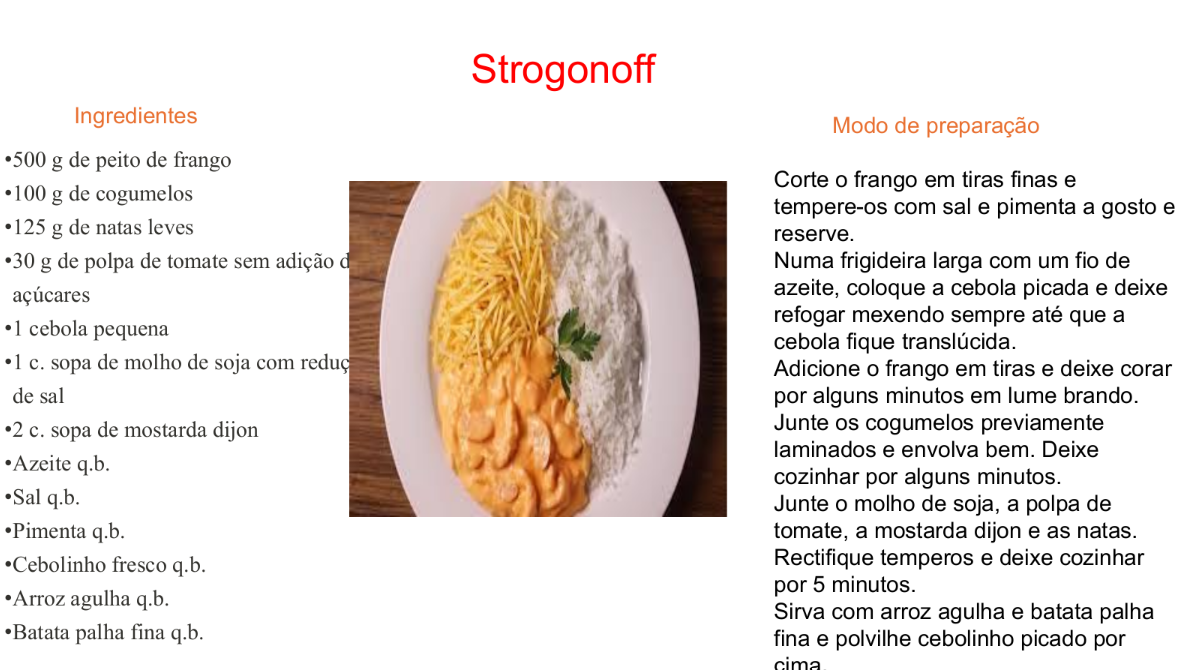 Strogonoff
Ingredientes
•500 g de peito de frango
•100 g de cogumelos
•125 g de natas leves
•30 g de polpa de tomate sem adição d
açúcares
•1 cebola pequena
•1 c. sopa de molho de soja com reduç
de sal
•2 c. sopa de mostarda dijon
•Azeite q.b.
•Sal q.b.
•Pimenta q.b.
•Cebolinho fresco q.b.
•Arroz agulha q.b.
•Batata palha fina q.b.
Modo de preparação
Corte o frango em tiras finas e
tempere-os com sal e pimenta a gosto e
reserve.
Numa frigideira larga com um fio de
azeite, coloque a cebola picada e deixe
refogar mexendo sempre até que a
cebola fique translúcida.
Adicione o frango em tiras e deixe corar
por alguns minutos em lume brando.
Junte os cogumelos previamente
laminados e envolva bem. Deixe
cozinhar por alguns minutos.
Junte o molho de soja, a polpa de
tomate, a mostarda dijon e as natas.
Rectifique temperos e deixe cozinhar
por 5 minutos.
Sirva com arroz agulha e batata palha
fina e polvilhe cebolinho picado por
cima.